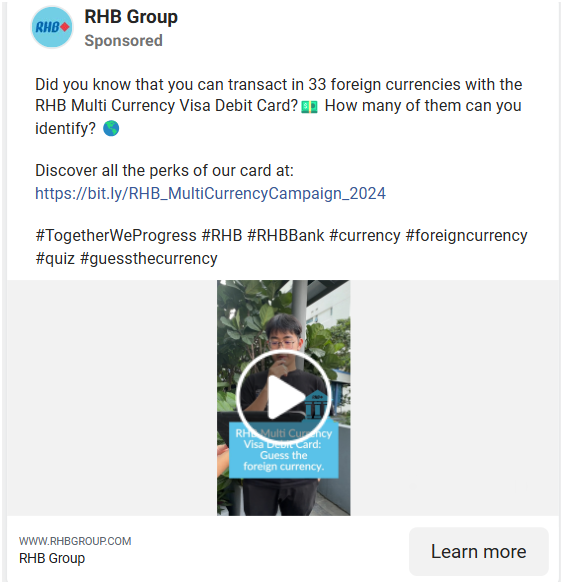 RHB
RHB Group
Sponsored
Did you know that you can transact in 33 foreign currencies with the
RHB Multi Currency Visa Debit Card?💵 How many of them can you
identify? 🌎
Discover all the perks of our card at:
https://bit.ly/RHB_MultiCurrencyCampaign_2024
#TogetherWeProgress #RHB #RHBBank #currency #foreigncurrency
#quiz #guessthecurrency
RHB Multi Currency
Visa Debit Card:
Guess the
foreign currency.
WWW.RHBGROUP.COM
RHB Group
Learn more